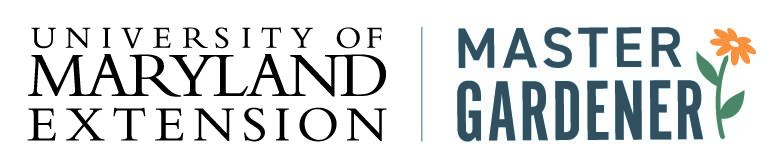 UNIVERSITY OF
MARYLAND
EXTENSION
MASTER
GARDENER